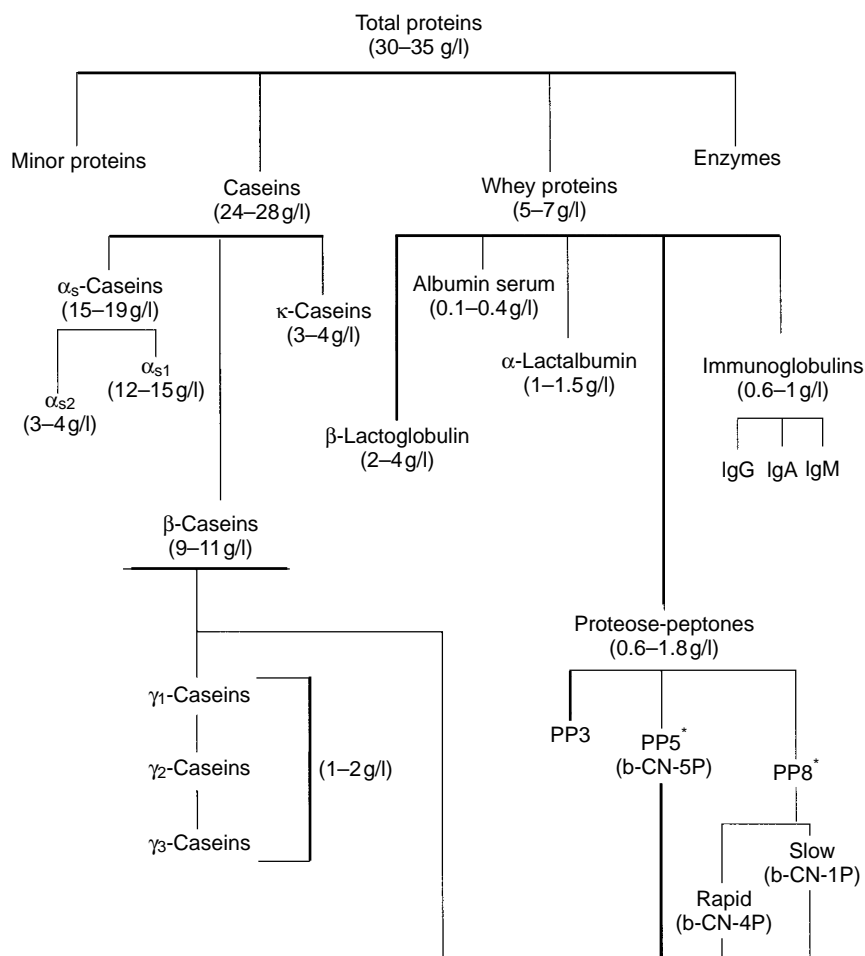 Total proteins
(30–35 g/l)
Minor proteins
Enzymes
Caseins
(24–28 g/l)
Whey proteins
(5–7 g/l)
αs-Caseins
(15–19 g/l)
κ-Caseins
(3–4 g/l)
αs1
(12–15 g/l)
αs2
(3–4 g/l)
Albumin serum
(0.1–0.4 g/l)
α-Lactalbumin
(1–1.5 g/l)
Immunoglobulins
(0.6–1 g/l)
β-Lactoglobulin
(2–4 g/l)
IgG IgA IgM
β-Caseins
(9–11 g/l)
Proteose-peptones
(0.6–1.8 g/l)
γ1-Caseins
γ2-Caseins
γ3-Caseins
(1–2 g/l)
PP3
PP5*
(b-CN-5P)
PP8*
Slow
(b-CN-1P)
Rapid
(b-CN-4P)